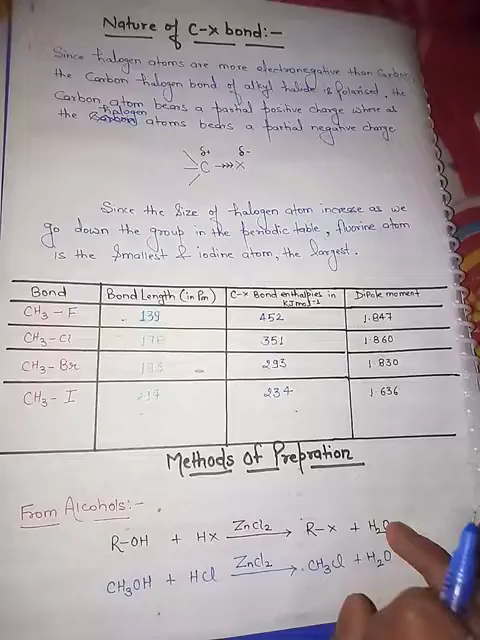 Nature of C-X bond:-
Since halogen atoms are more electronegative than Carbon,
the Carbon halogen bond of alkyl halide is Polarised, the
Carbon atom bears a partial positive charge where as
the halogen atoms bears a partial negative charge
δ+ δ-
C →→→ X
Since the Size of halogen atom increase as we
go down the group in the periodic table, fluorine atom
is the Smallest & iodine atom, the largest.
Bond Bond Length (in Pm) C-X Bond enthalpies in KJmol-1 Dipole moment
CH3-F 139 452 1.847
CH3-Cl 178 351 1.860
CH3-Br 193 293 1.830
CH3-I 214 234 1.636
Methods of Prepration
From Alcohols:-
R-OH + HX ZnCl2 → R-X + H2O
CH3OH + HCl ZnCl2 → CH3Cl + H2O